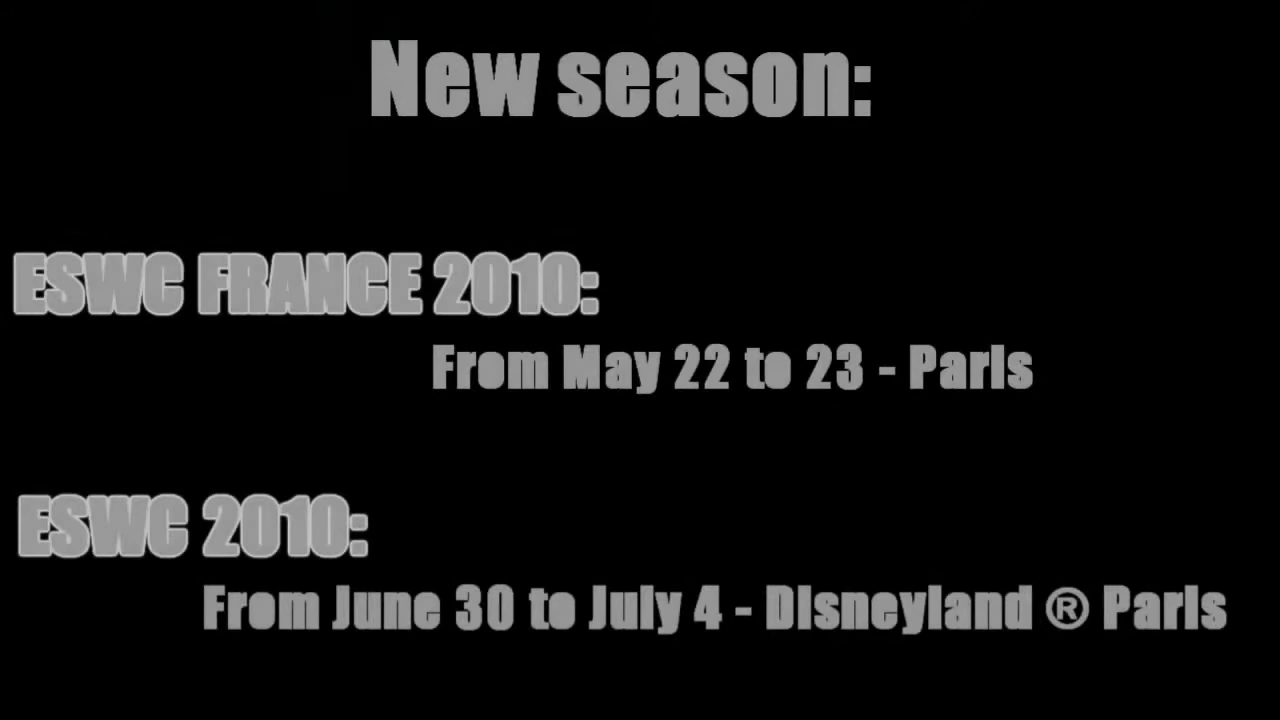 New season:
ESWC FRANCE 2010:
From May 22 to 23 - Paris
ESWC 2010:
From June 30 to July 4 - Disneyland ® Paris